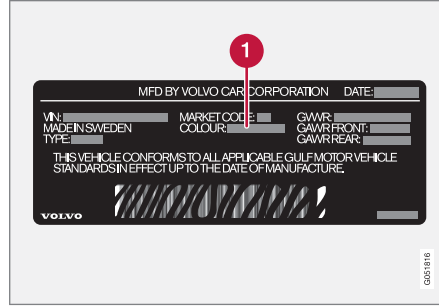 1
MFD BY VOLVO CAR CORPORATION DATE:
VIN: MARKET CODE: GVWR:
MADE IN SWEDEN COLOUR: GAWR FRONT:
TYPE: GAWR REAR:
THIS VEHICLE CONFORMS TO ALL APPLICABLE GULF MOTOR VEHICLE
STANDARDS IN EFFECT UP TO THE DATE OF MANUFACTURE.
VOLVO
G051816